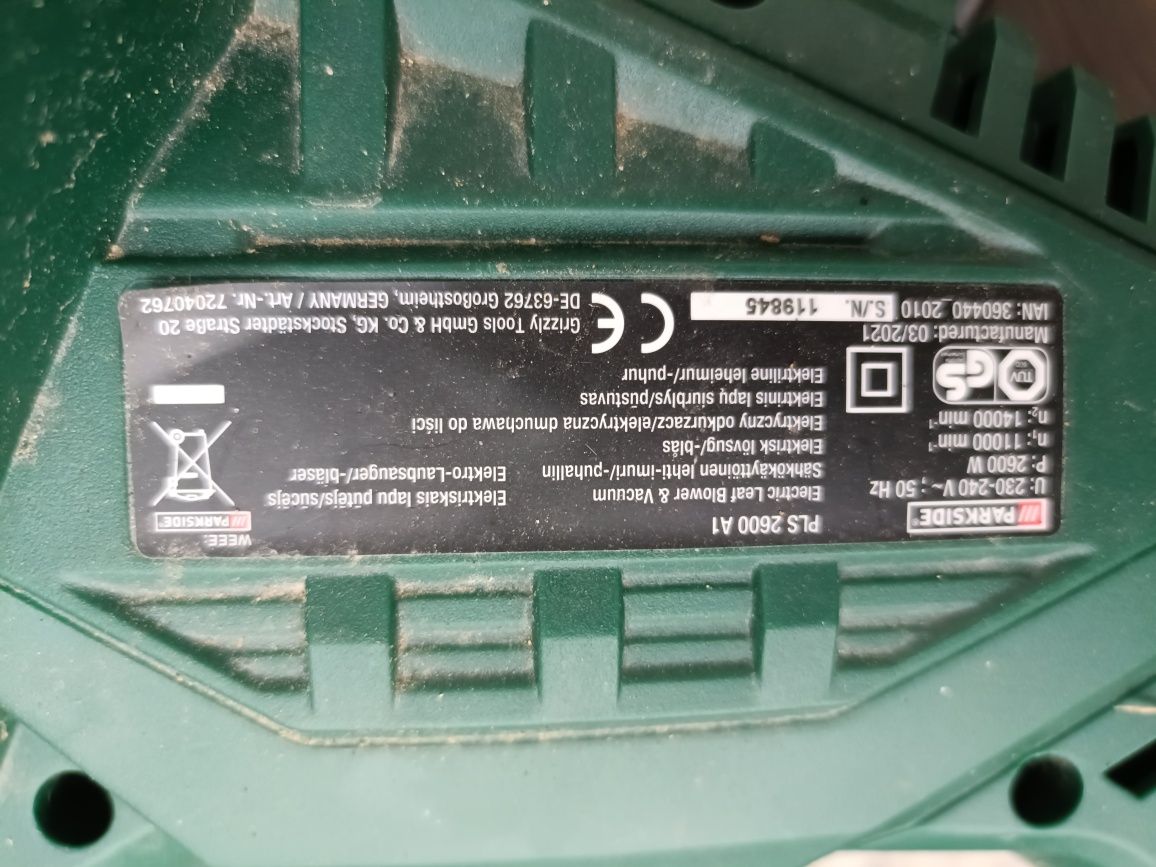 PARKSIDE®
U: 230-240 V~ ; 50 Hz
P: 2600 W
n₁: 11000 min⁻¹
n₂: 14000 min⁻¹
TÜV
SÜD
GS
Manufactured: 03/2021
IAN: 360440_2010
S./N. 119845
PLS 2600 A1
Electric Leaf Blower & Vacuum
Sähkökäyttöinen lehti-imuri/-puhallin
Elektrisk lövsug/-blås
Elektryczny odkurzacz/elektryczna dmuchawa do liści
Elektrinis lapų siurblys/pūstuvas
Elektriline leheimur/-puhur
Elektriskais lapu pūtējs/sūcējs
Elektro-Laubsauger/-bläser
CE
Grizzly Tools GmbH & Co. KG, Stockstädter Straße 20
DE-63762 Großostheim, GERMANY / Art.-Nr. 72040762
WEEE:
PARKSIDE®